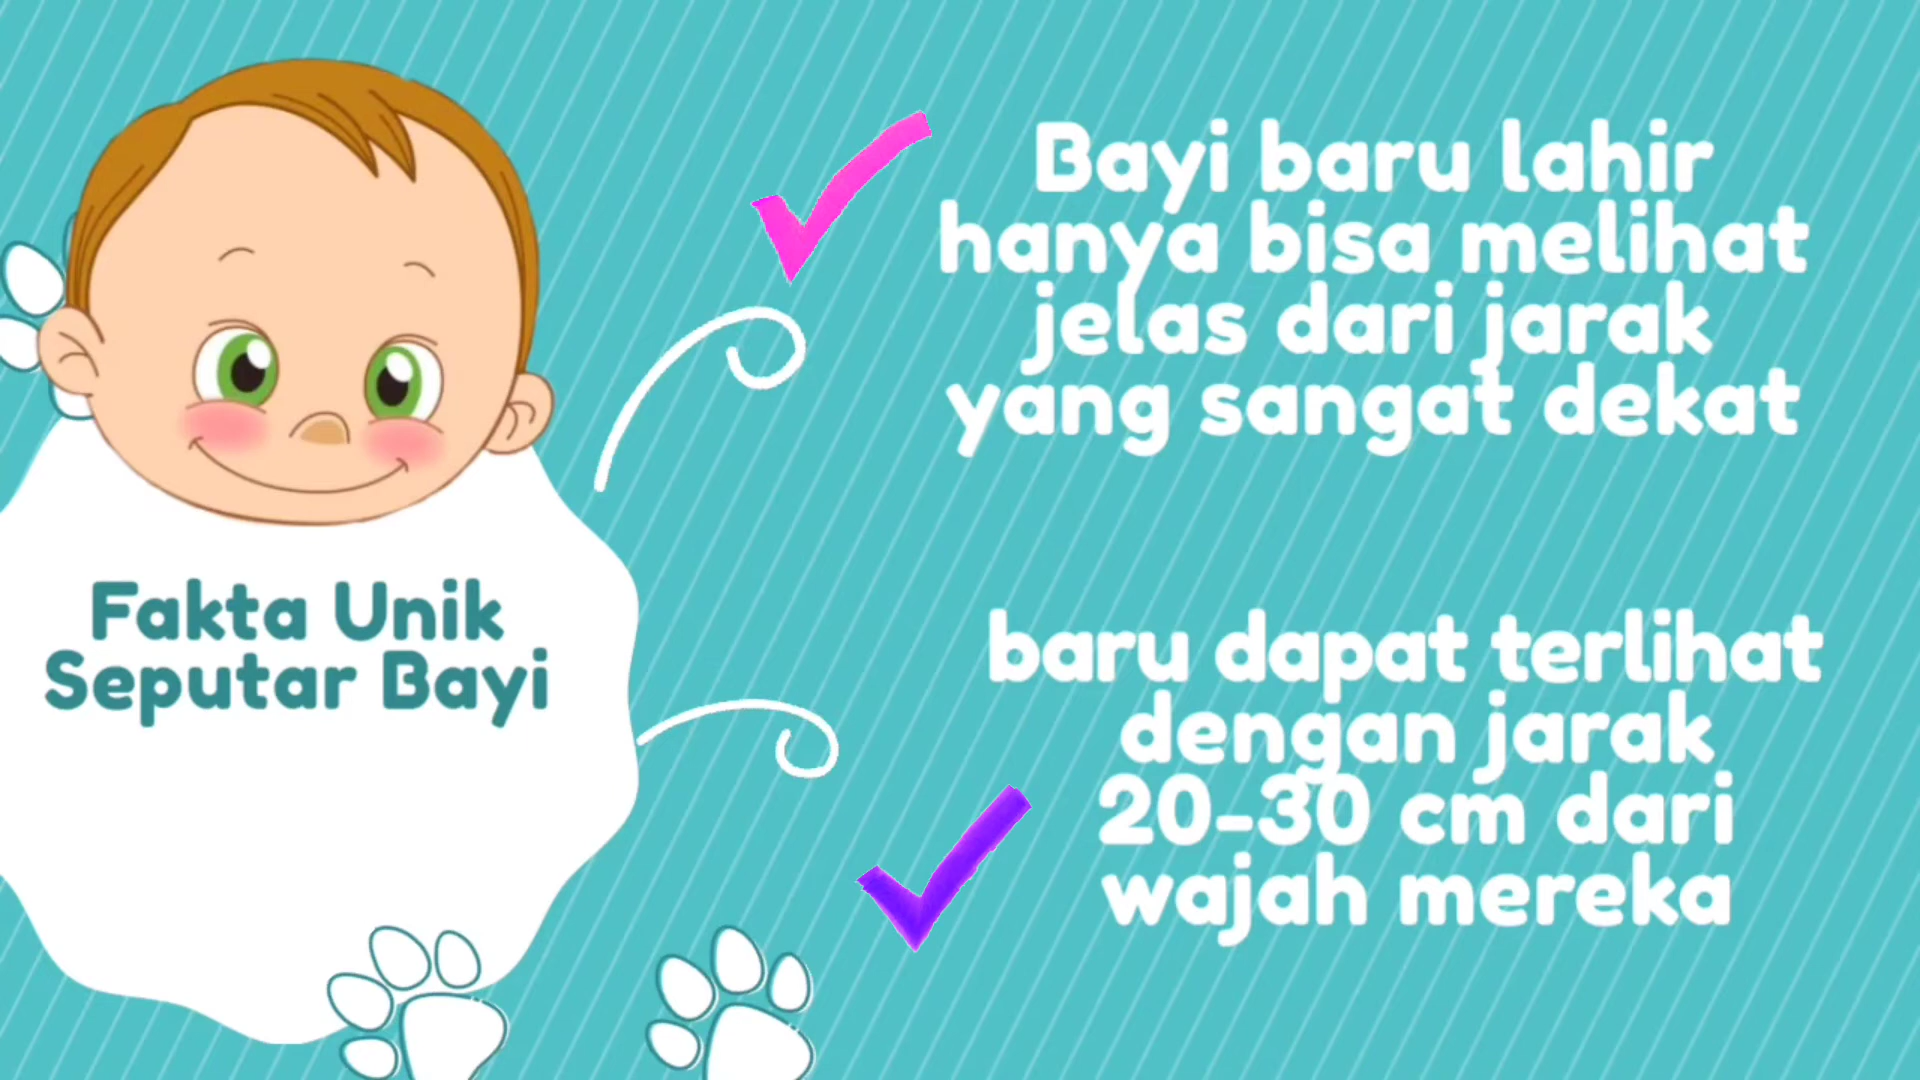 Fakta Unik
Seputar Bayi
Bayi baru lahir
hanya bisa melihat
jelas dari jarak
yang sangat dekat
baru dapat terlihat
dengan jarak
20-30 cm dari
wajah mereka